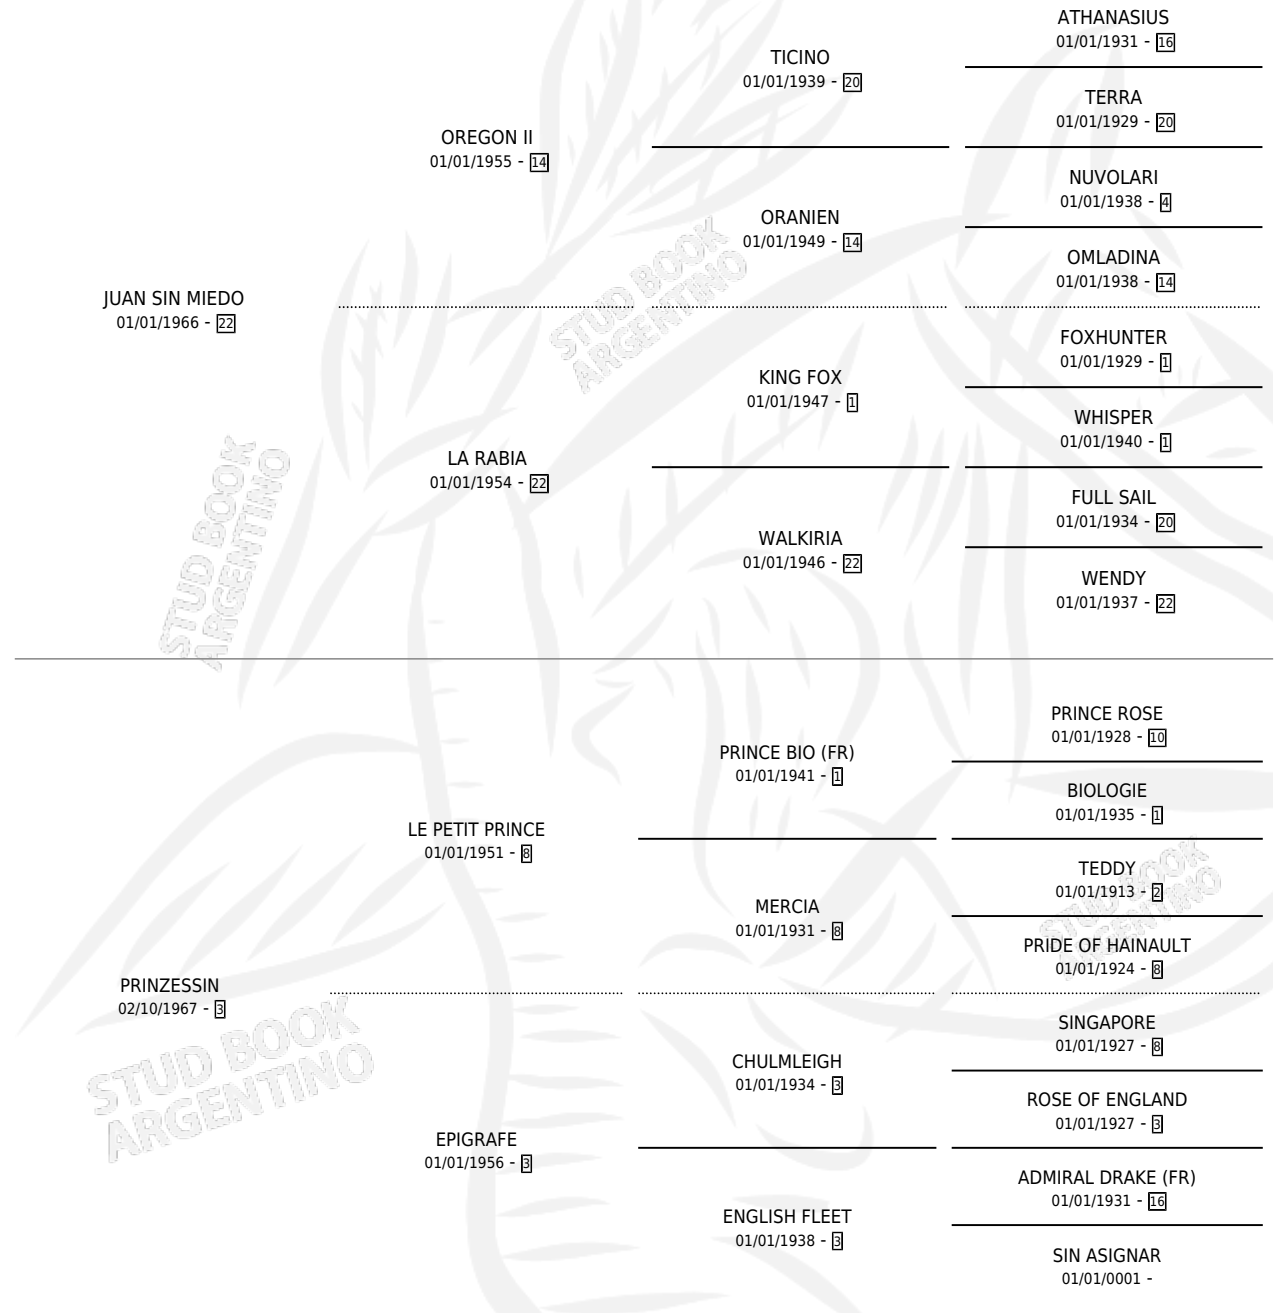 ATHANASIUS
01/01/1931 - 16
TICINO
01/01/1939 - 20
TERRA
01/01/1929 - 20
OREGON II
01/01/1955 - 14
NUVOLARI
01/01/1938 - 4
ORANIEN
01/01/1949 - 14
OMLADINA
01/01/1938 - 14
JUAN SIN MIEDO
01/01/1966 - 22
FOXHUNTER
01/01/1929 - 1
KING FOX
01/01/1947 - 1
WHISPER
01/01/1940 - 1
LA RABIA
01/01/1954 - 22
FULL SAIL
01/01/1934 - 20
WALKIRIA
01/01/1946 - 22
WENDY
01/01/1937 - 22
STUD BOOK
ARGENTINO
STUD BOOK
ARGENTINO
PRINCE ROSE
01/01/1928 - 10
PRINCE BIO (FR)
01/01/1941 - 1
BIOLOGIE
01/01/1935 - 1
LE PETIT PRINCE
01/01/1951 - 8
TEDDY
01/01/1913 - 2
MERCIA
01/01/1931 - 8
PRIDE OF HAINAULT
01/01/1924 - 8
PRINZESSIN
02/10/1967 - 3
SINGAPORE
01/01/1927 - 8
CHULMLEIGH
01/01/1934 - 3
ROSE OF ENGLAND
01/01/1927 - 3
EPIGRAFE
01/01/1956 - 3
ADMIRAL DRAKE (FR)
01/01/1931 - 16
ENGLISH FLEET
01/01/1938 - 3
SIN ASIGNAR
01/01/0001 -
STUD BOOK
ARGENTINO
STUD BOOK
ARGENTINO